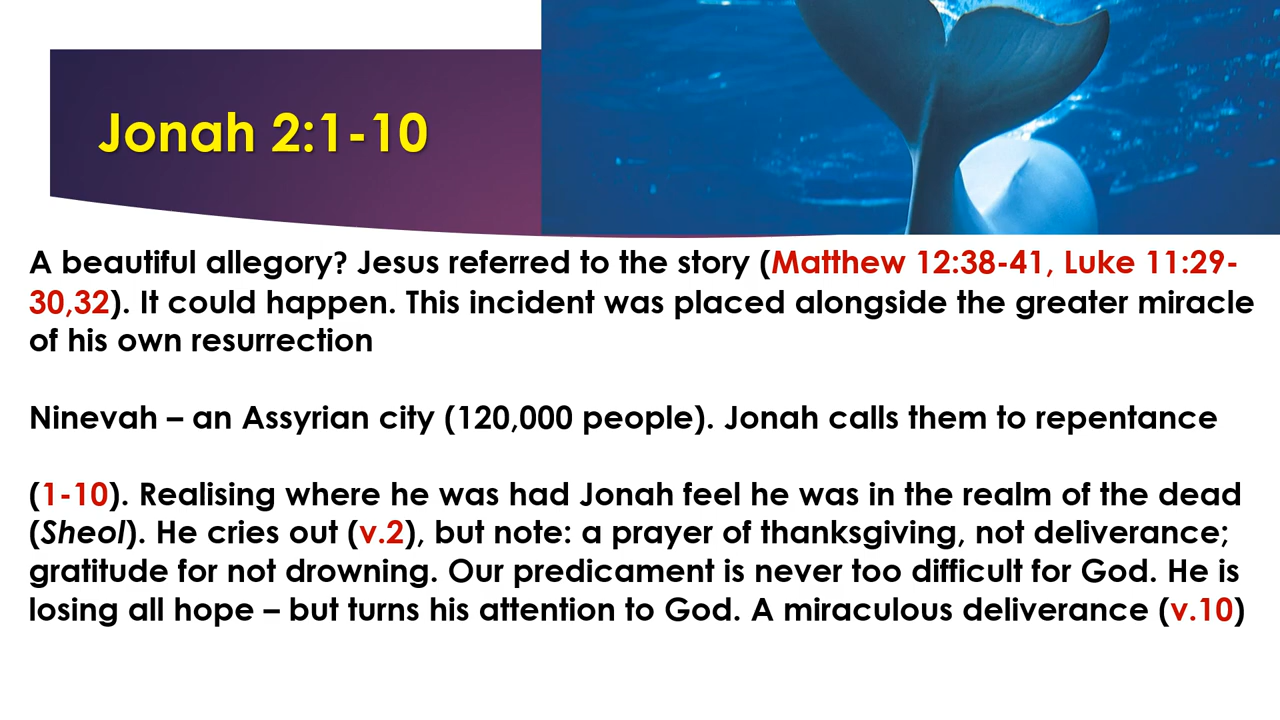 Jonah 2:1-10
A beautiful allegory? Jesus referred to the story (Matthew 12:38-41, Luke 11:29-
30,32). It could happen. This incident was placed alongside the greater miracle
of his own resurrection
Ninevah – an Assyrian city (120,000 people). Jonah calls them to repentance
(1-10). Realising where he was had Jonah feel he was in the realm of the dead
(Sheol). He cries out (v.2), but note: a prayer of thanksgiving, not deliverance;
gratitude for not drowning. Our predicament is never too difficult for God. He is
losing all hope – but turns his attention to God. A miraculous deliverance (v.10)